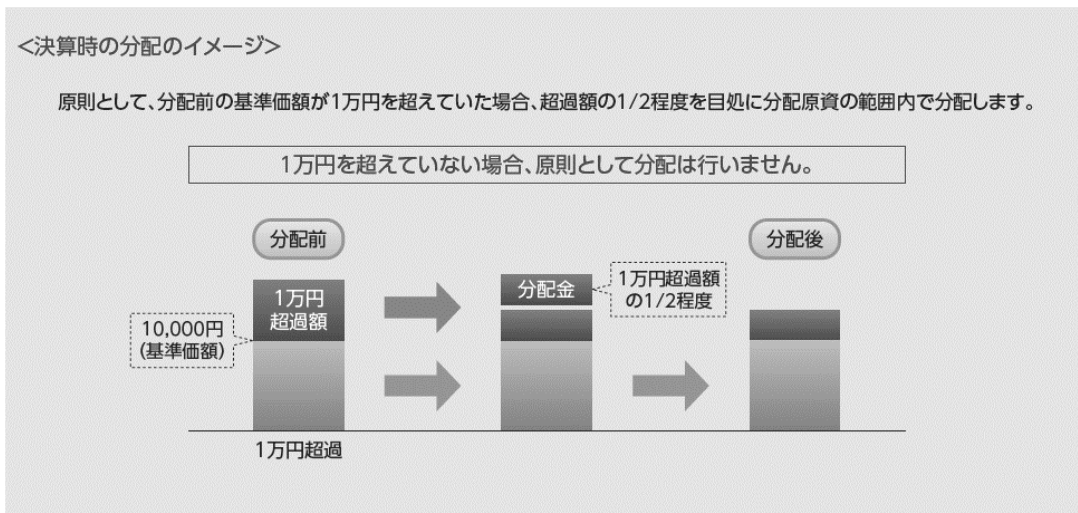 <決算時の分配のイメージ>
原則として、分配前の基準価額が1万円を超えていた場合、超過額の1/2程度を目処に分配原資の範囲内で分配します。
1万円を超えていない場合、原則として分配は行いません。
分配前
分配後
1万円
超過額
10,000円
(基準価額)
分配金
1万円超過額
の1/2程度
1万円超過